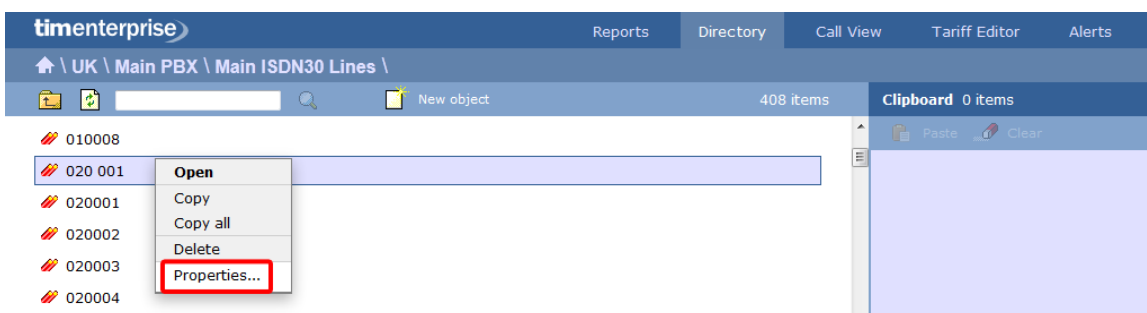 timenterprise
Reports Directory Call View Tariff Editor Alerts
\ UK \ Main PBX \ Main ISDN30 Lines \
New object 408 items Clipboard 0 items
Paste Clear
010008
020 001
020001
020002
020003
020004
Open
Copy
Copy all
Delete
Properties...